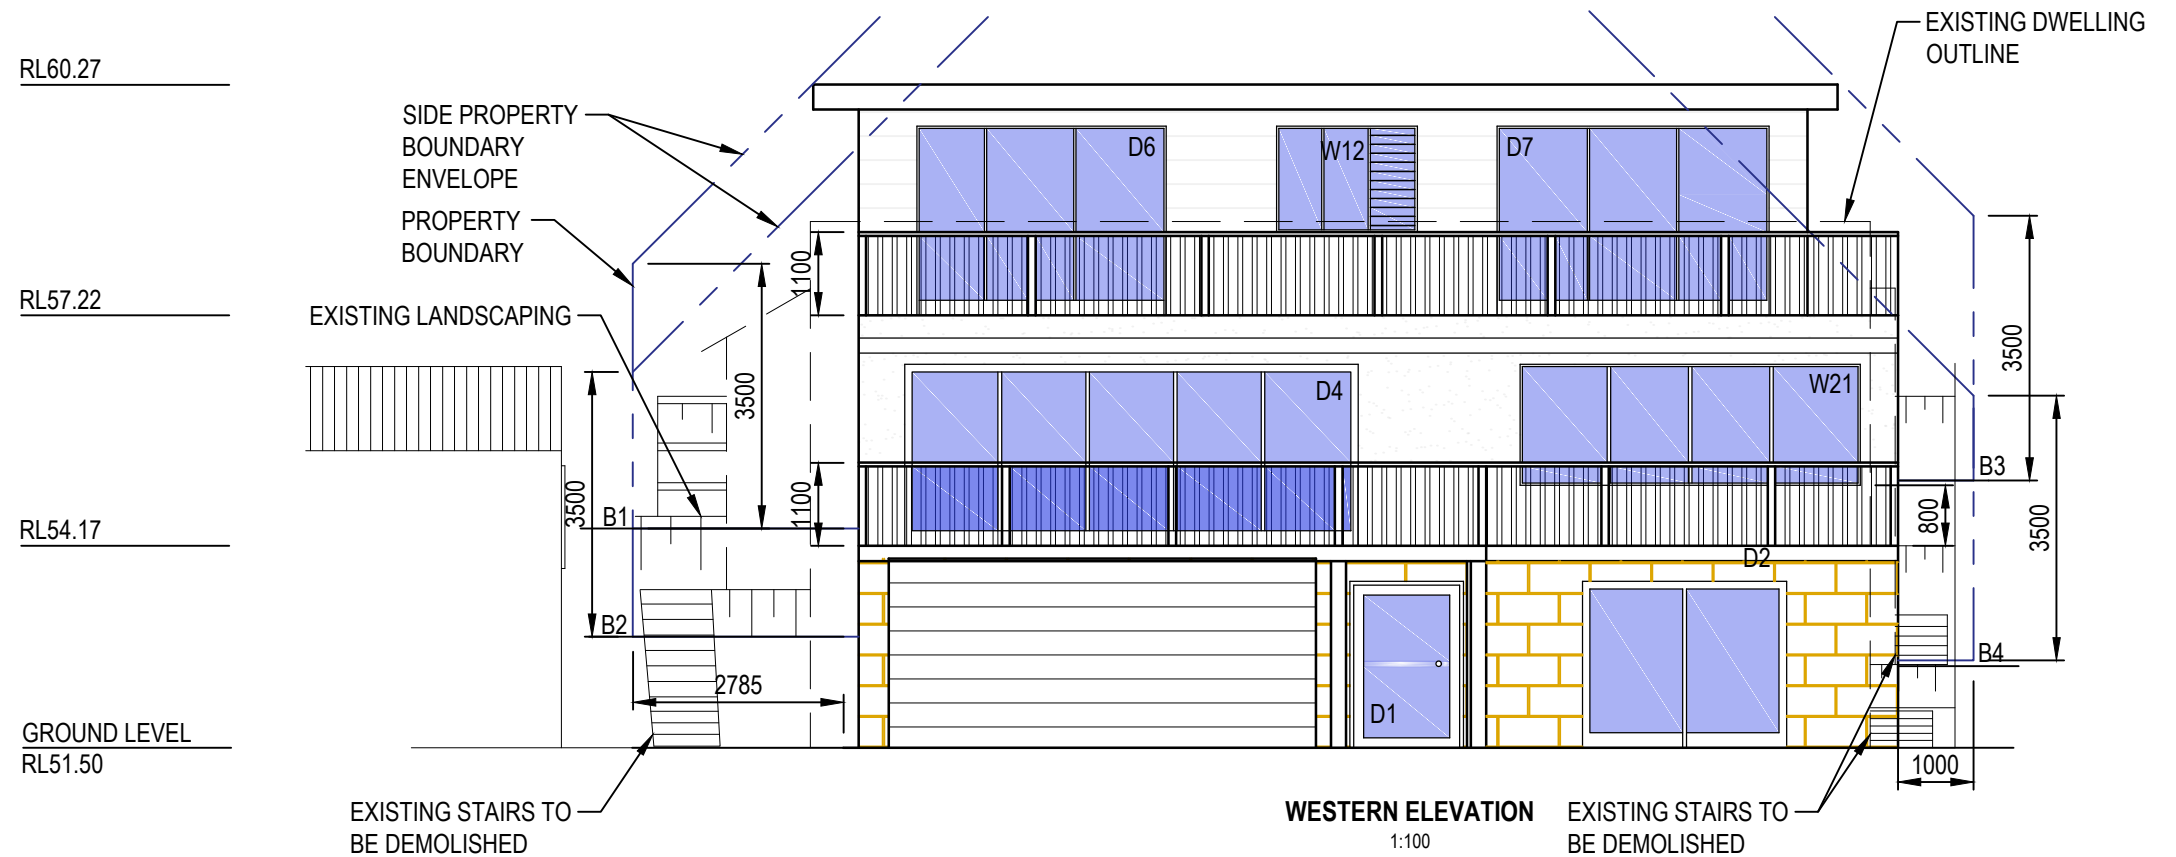 EXISTING DWELLING
OUTLINE
RL60.27
SIDE PROPERTY
BOUNDARY
ENVELOPE
PROPERTY
BOUNDARY
D6
W12
D7
1100
RL57.22
EXISTING LANDSCAPING
3500
3500
D4
W21
3500
1100
B1
B3
800
3500
RL54.17
D2
B2
B4
2785
D1
GROUND LEVEL
RL51.50
1000
EXISTING STAIRS TO
BE DEMOLISHED
WESTERN ELEVATION
1:100
EXISTING STAIRS TO
BE DEMOLISHED